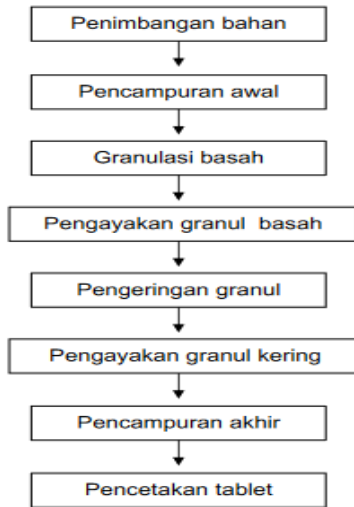 Penimbangan bahan
Pencampuran awal
Granulasi basah
Pengayakan granul basah
Pengeringan granul
Pengayakan granul kering
Pencampuran akhir
Pencetakan tablet